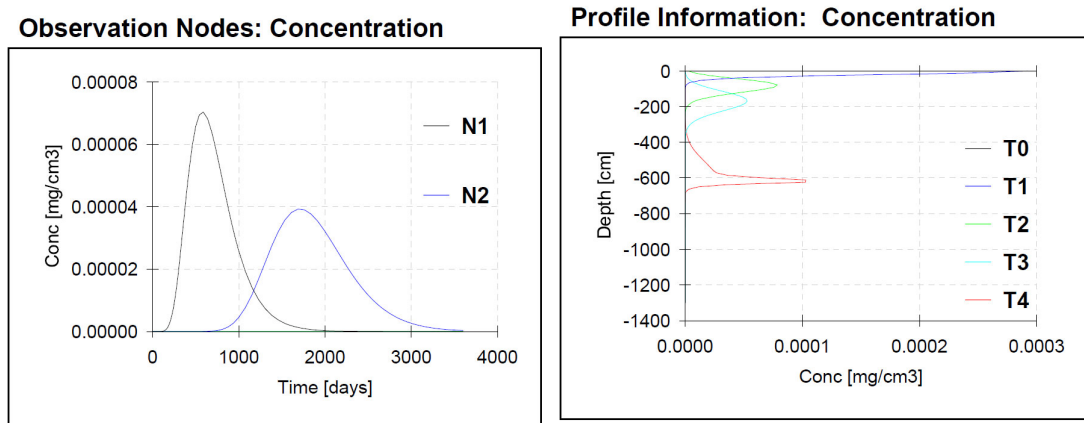 Observation Nodes: Concentration
0.00008
0.00006
0.00004
0.00002
0.00000
Conc [mg/cm3]
0 1000 2000 3000 4000
Time [days]
N1
N2
Profile Information: Concentration
0
-200
-400
-600
-800
-1000
-1200
-1400
Depth [cm]
0.0000 0.0001 0.0002 0.0003
Conc [mg/cm3]
T0
T1
T2
T3
T4